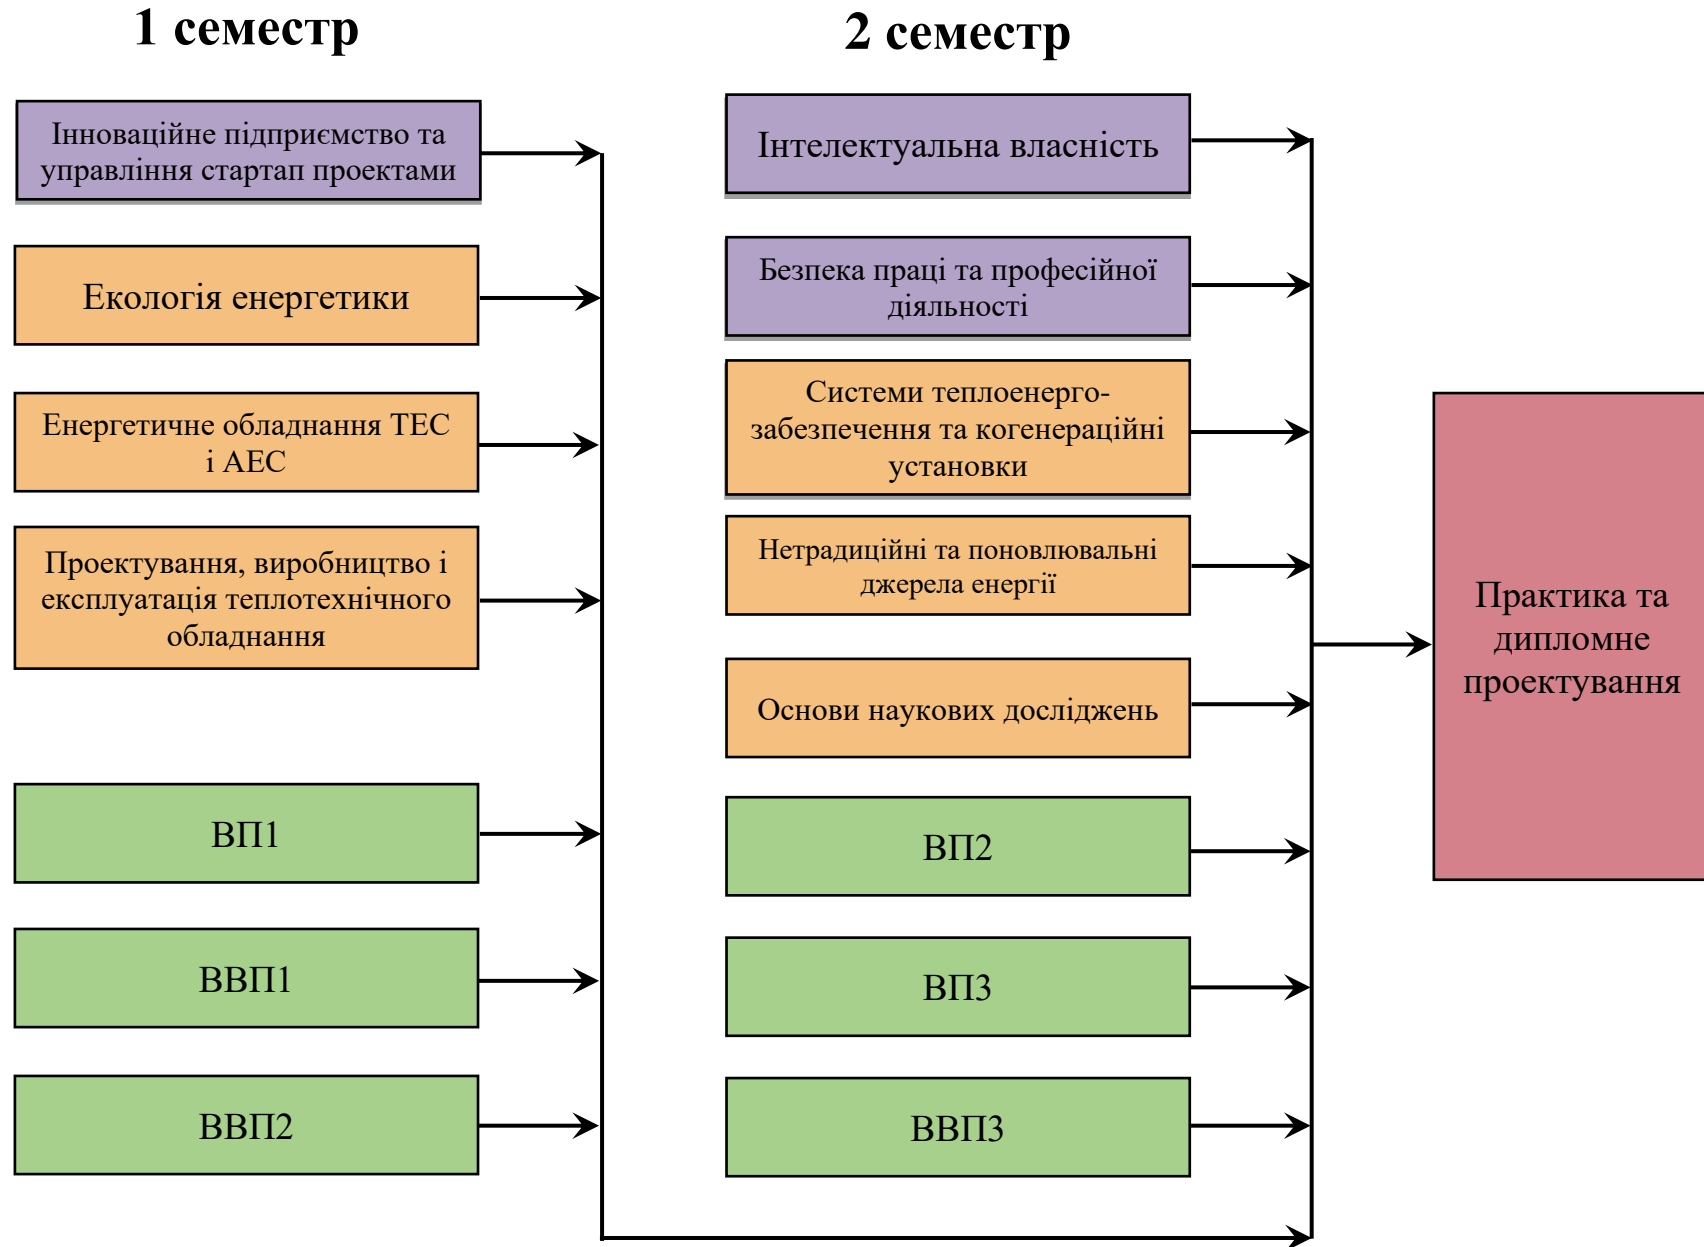 1 семестр
Інноваційне підприємство та
управління стартап проектами
Екологія енергетики
Енергетичне обладнання ТЕС
і АЕС
Проектування, виробництво і
експлуатація теплотехнічного
обладнання
ВП1
ВВП1
ВВП2
2 семестр
Інтелектуальна власність
Безпека праці та професійної
діяльності
Системи теплоенерго-
забезпечення та когенераційні
установки
Нетрадиційні та поновлювальні
джерела енергії
Основи наукових досліджень
ВП2
ВП3
ВВП3
Практика та
дипломне
проектування